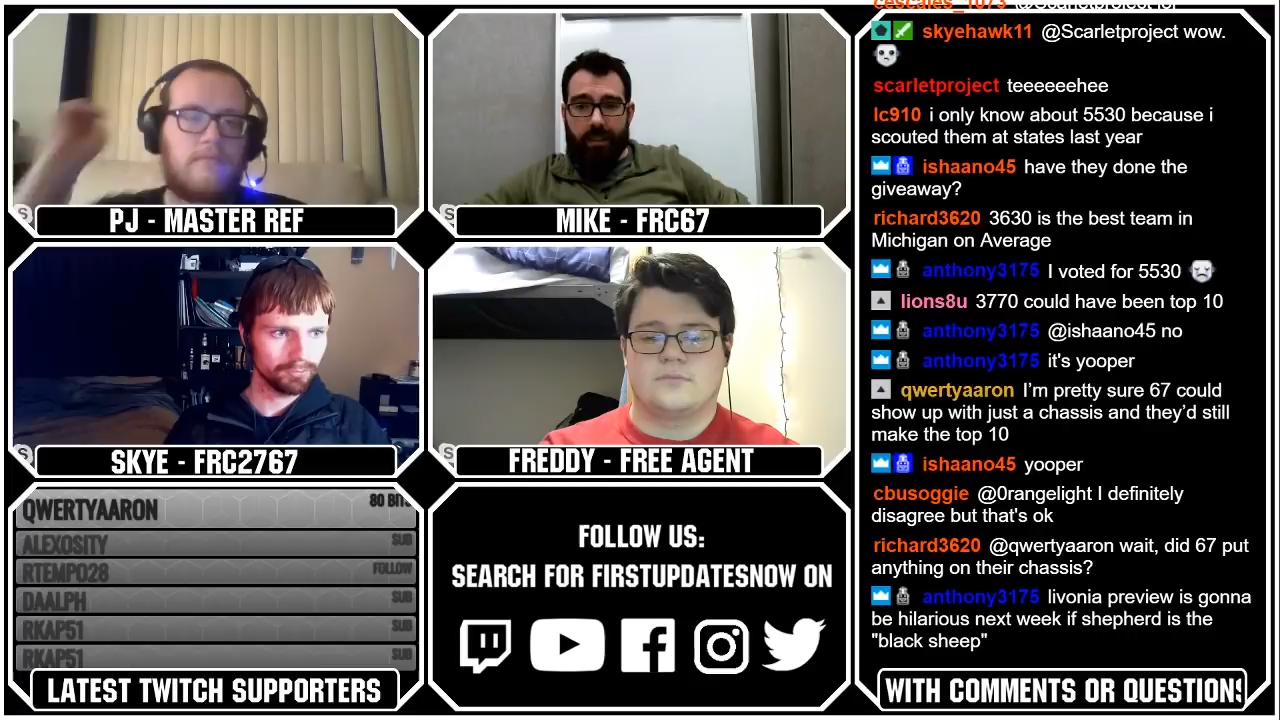 PJ - MASTER REF
MIKE - FRC67
SKYE - FRC2767
FREDDY - FREE AGENT
QWERTYAARON
80 BITS
ALEXOSITY
SUB
RTEMPO28
FOLLOW
DAALPH
SUB
RKAP51
SUB
RKAP51
SUB
LATEST TWITCH SUPPORTERS
FOLLOW US:
SEARCH FOR FIRSTUPDATESNOW ON
cescales_1073 @Scarletproject lol
skyehawk11 @Scarletproject wow.
scarletproject teeeeeehee
lc910 i only know about 5530 because i
scouted them at states last year
ishaano45 have they done the
giveaway?
richard3620 3630 is the best team in
Michigan on Average
anthony3175 I voted for 5530
lions8u 3770 could have been top 10
anthony3175 @ishaano45 no
anthony3175 it's yooper
qwertyaaron I’m pretty sure 67 could
show up with just a chassis and they’d still
make the top 10
ishaano45 yooper
cbusoggie @0rangelight I definitely
disagree but that's ok
richard3620 @qwertyaaron wait, did 67 put
anything on their chassis?
anthony3175 livonia preview is gonna
be hilarious next week if shepherd is the
"black sheep"
WITH COMMENTS OR QUESTIONS